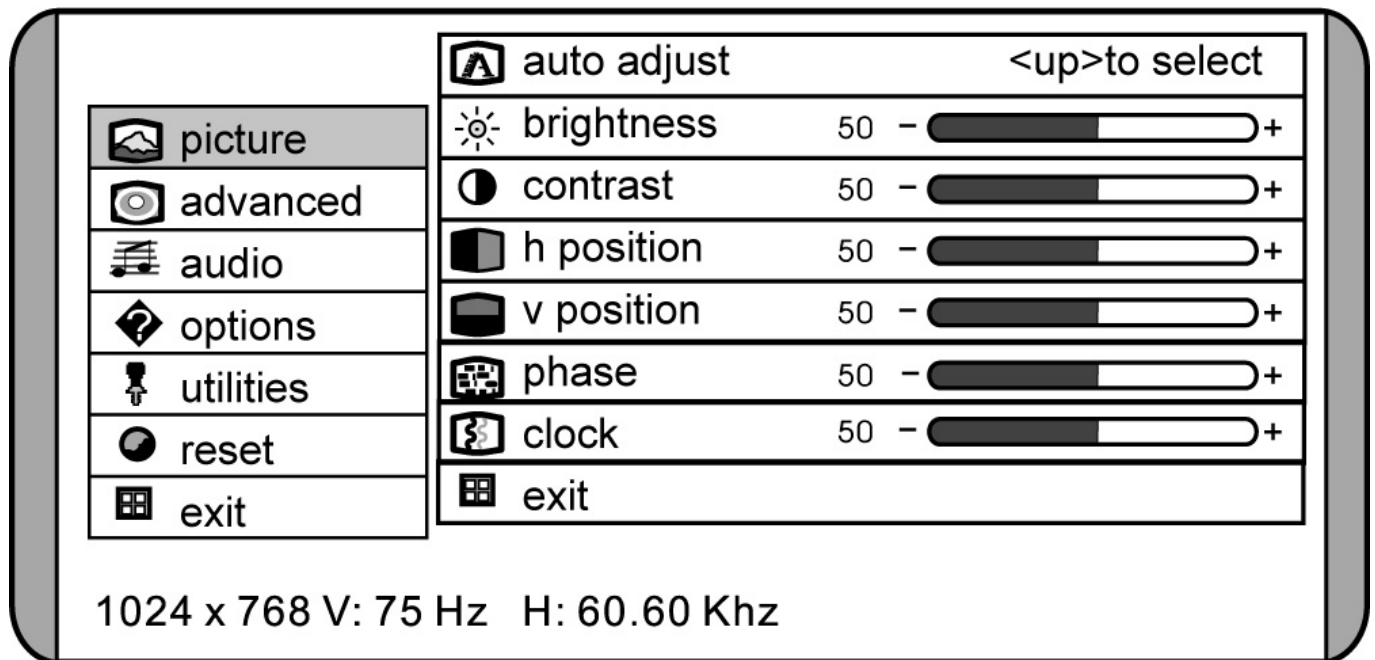 auto adjust <up>to select
brightness 50 - +
contrast 50 - +
h position 50 - +
v position 50 - +
phase 50 - +
clock 50 - +
exit
picture
advanced
audio
options
utilities
reset
exit
1024 x 768 V: 75 Hz H: 60.60 Khz